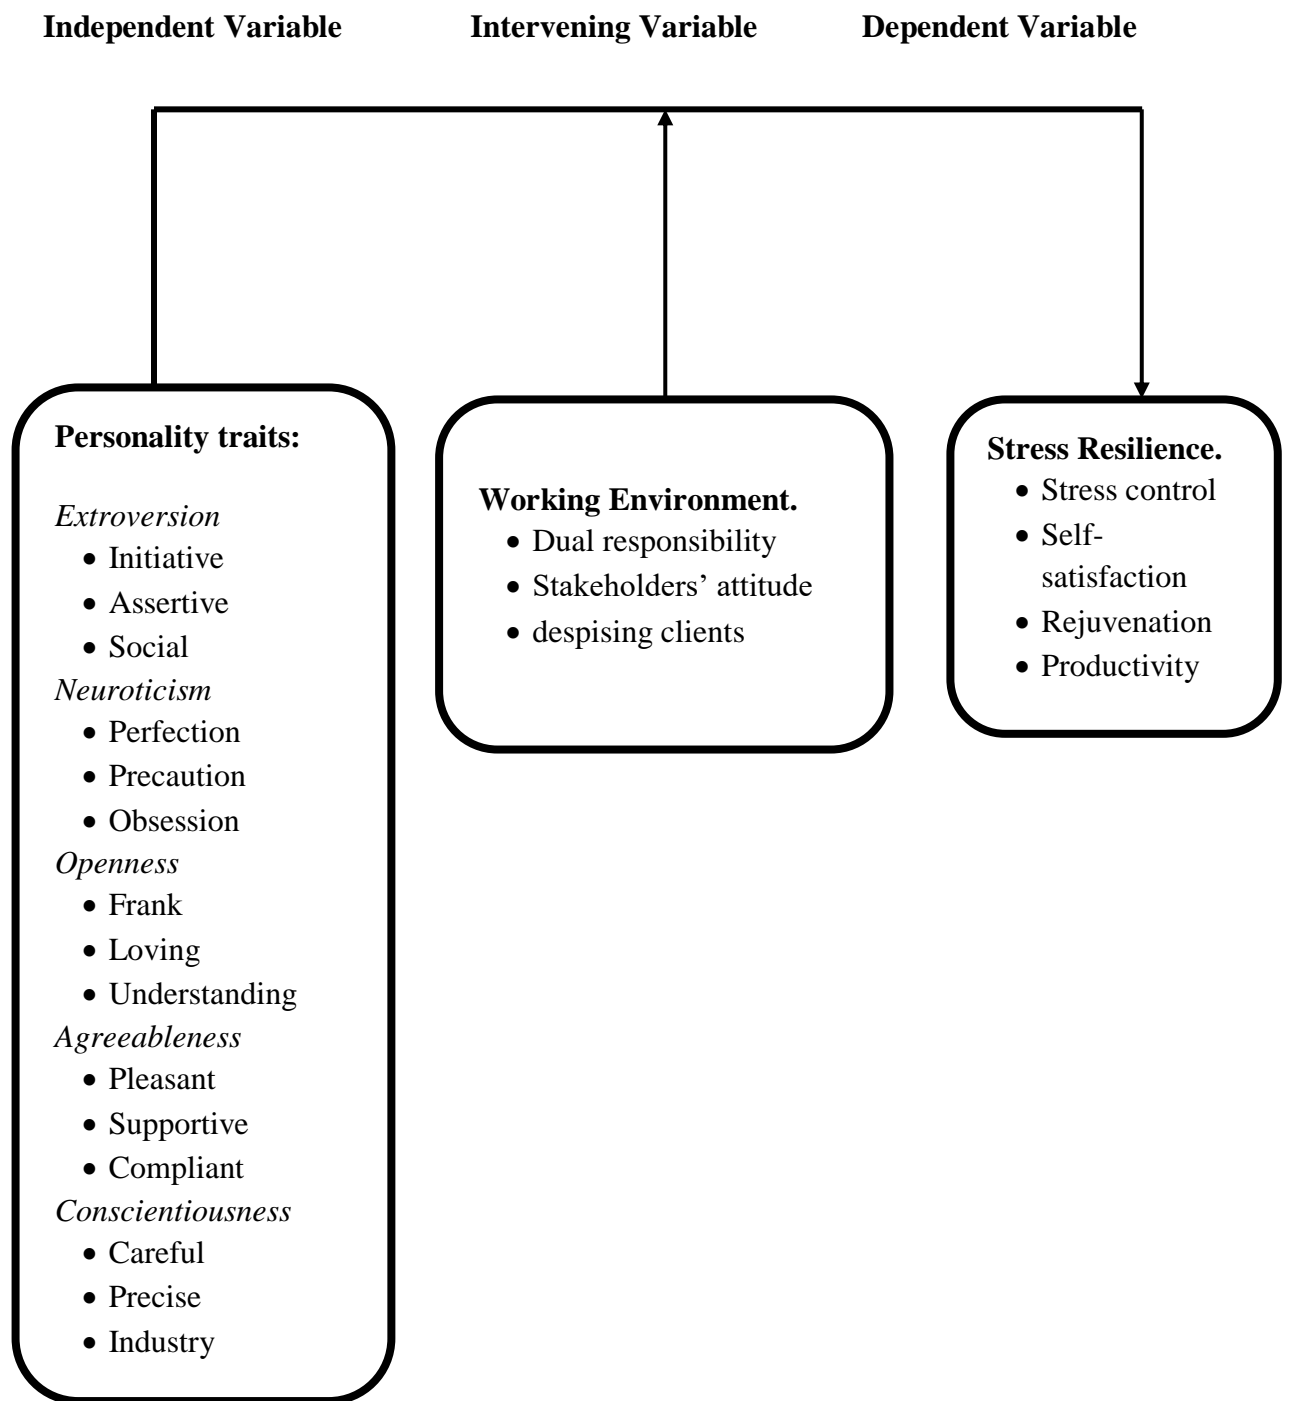 Independent Variable
Intervening Variable
Dependent Variable
Personality traits:
Extroversion
• Initiative
• Assertive
• Social
Neuroticism
• Perfection
• Precaution
• Obsession
Openness
• Frank
• Loving
• Understanding
Agreeableness
• Pleasant
• Supportive
• Compliant
Conscientiousness
• Careful
• Precise
• Industry
Working Environment.
• Dual responsibility
• Stakeholders’ attitude
• despising clients
Stress Resilience.
• Stress control
• Self-
satisfaction
• Rejuvenation
• Productivity